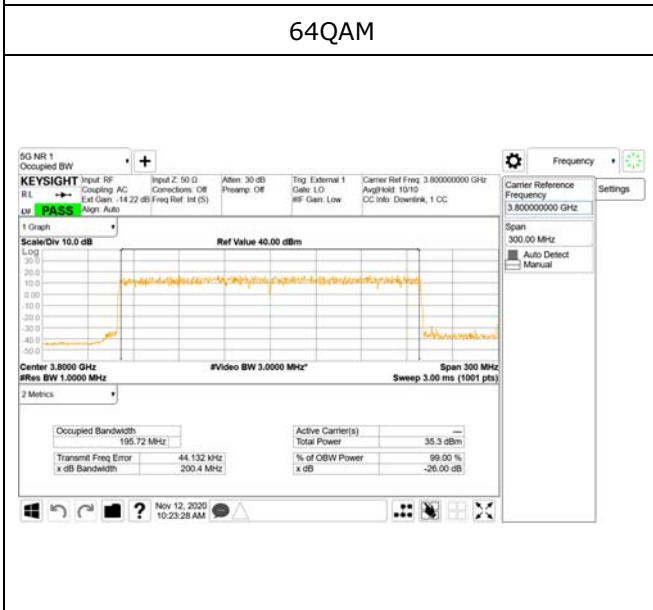 64QAM
5G NR 1
Occupied BW
+
Frequency
KEYSIGHT Input: RF Input Z: 50 Ω Atten: 30 dB Trig: External 1 Carrier Ref Freq: 3.800000000 GHz
RL Coupling: AC Corrections: Off Preamp: Off Gate: LO Avg|Hold: 10/10
Ext Gain: -14.22 dB Freq Ref: Int (S) #IF Gain: Low CC Info: Downlink, 1 CC
PASS Align: Auto
Carrier Reference
Frequency
3.800000000 GHz
Settings
Span
300.00 MHz
Auto Detect
Manual
1 Graph
Scale/Div 10.0 dB Ref Value 40.00 dBm
Log
30.0
20.0
10.0
0.00
-10.0
-20.0
-30.0
-40.0
-50.0
Center 3.8000 GHz #Video BW 3.0000 MHz* Span 300 MHz
#Res BW 1.0000 MHz Sweep 3.00 ms (1001 pts)
2 Metrics
Occupied Bandwidth Active Carrier(s) ---
195.72 MHz Total Power 35.3 dBm
Transmit Freq Error 44.132 kHz % of OBW Power 99.00 %
x dB Bandwidth 200.4 MHz x dB -26.00 dB
? Nov 12, 2020
10:23:28 AM